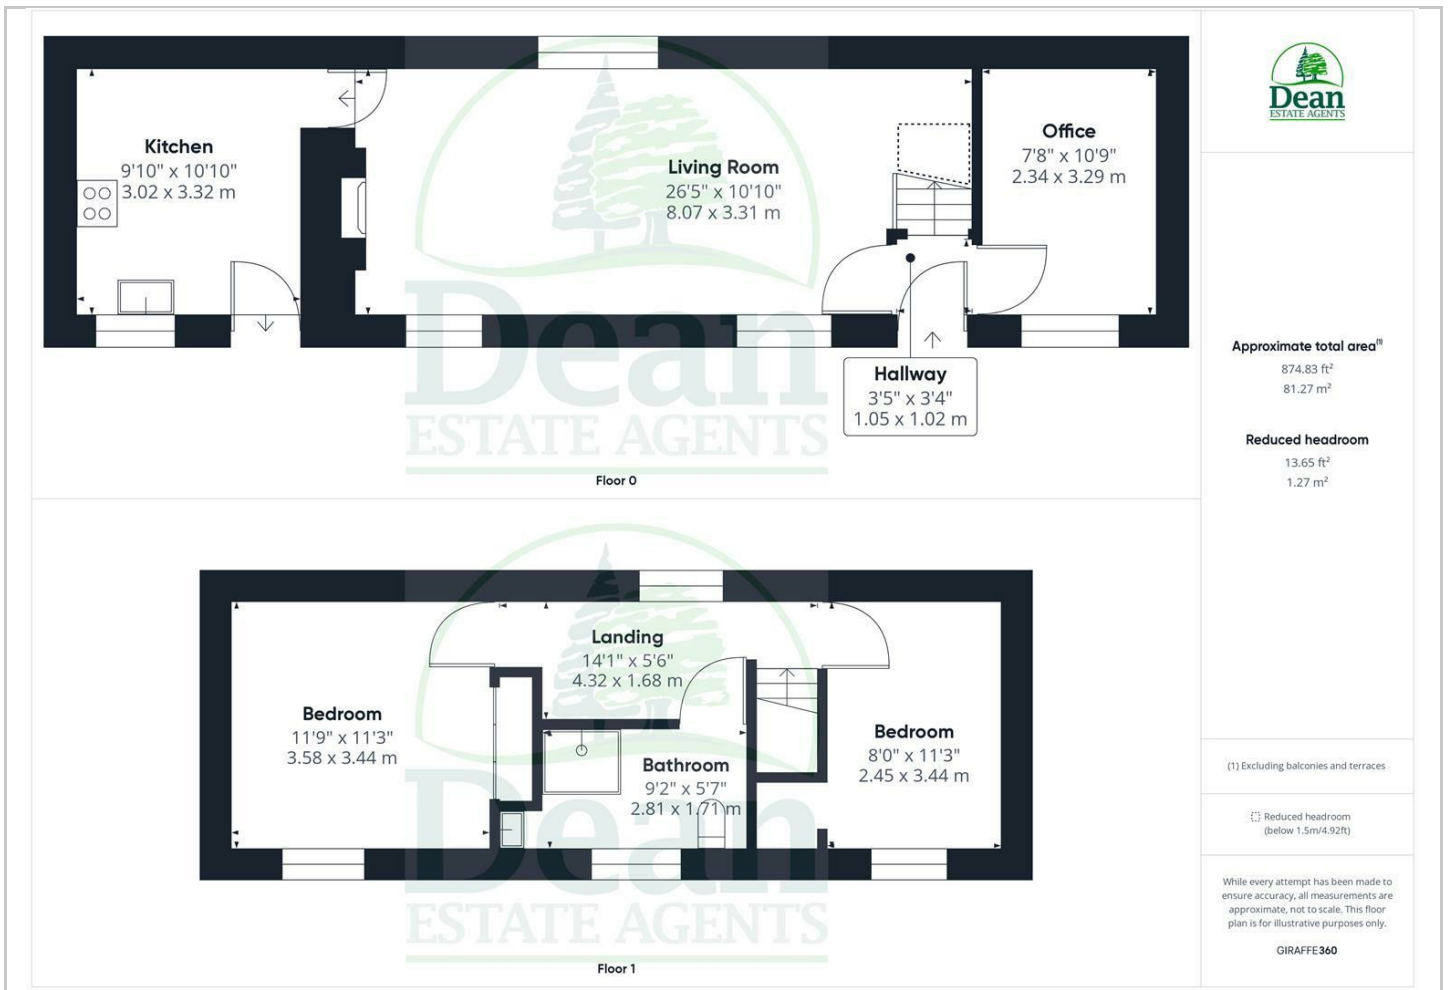 Kitchen
9'10" x 10'10"
3.02 x 3.32 m
Living Room
26'5" x 10'10"
8.07 x 3.31 m
Office
7'8" x 10'9"
2.34 x 3.29 m
Hallway
3'5" x 3'4"
1.05 x 1.02 m
Dean
ESTATE AGENTS
Floor 0
Landing
14'1" x 5'6"
4.32 x 1.68 m
Bedroom
11'9" x 11'3"
3.58 x 3.44 m
Bathroom
9'2" x 5'7"
2.81 x 1.71 m
Bedroom
8'0" x 11'3"
2.45 x 3.44 m
Dean
ESTATE AGENTS
Floor 1
Dean
ESTATE AGENTS
Approximate total area(1)
874.83 ft²
81.27 m²
Reduced headroom
13.65 ft²
1.27 m²
(1) Excluding balconies and terraces
Reduced headroom
(below 1.5m/4.92ft)
While every attempt has been made to
ensure accuracy, all measurements are
approximate, not to scale. This floor
plan is for illustrative purposes only.
GIRAFFE360